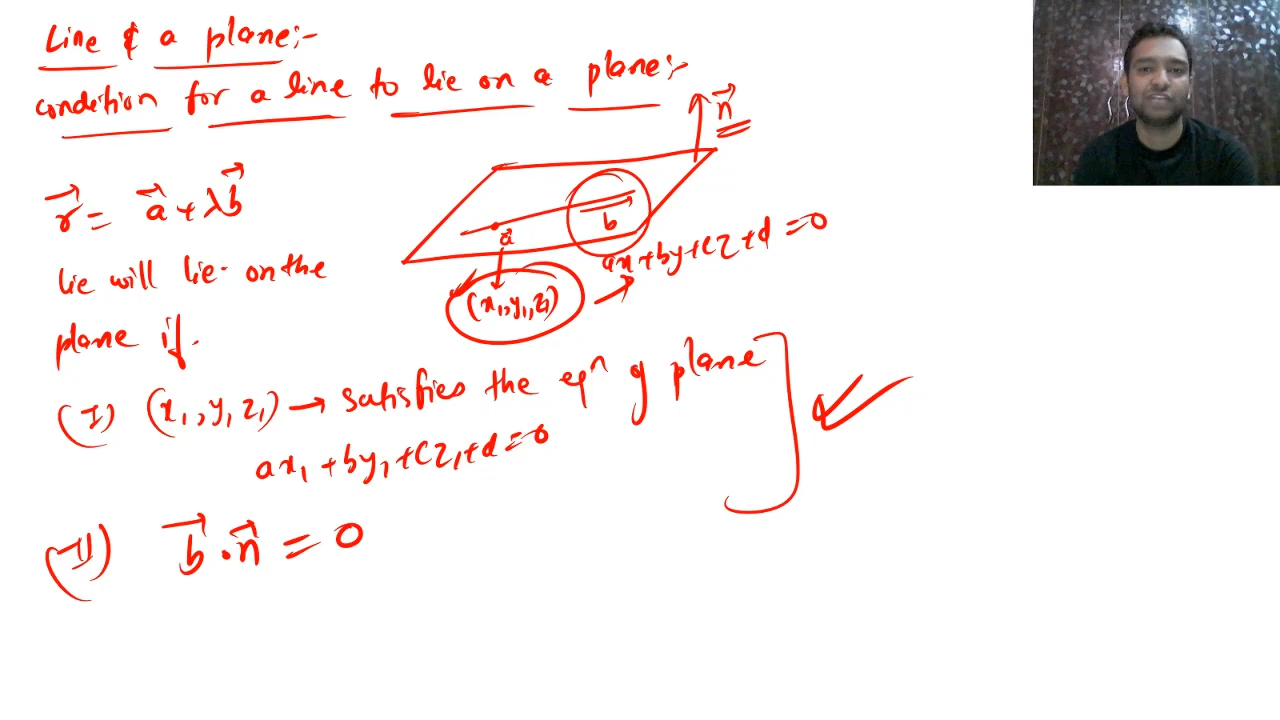 Line & a plane:-
condition for a line to lie on a plane:-
n
r = a + λb
a
b
ax+by+cz+d=0
(x1,y1,z1)
lie will lie on the
plane if.
(I) (x1,y1,z1) → satisfies the eqn of plane
ax1+by1+cz1+d=0
(II) b.n = 0